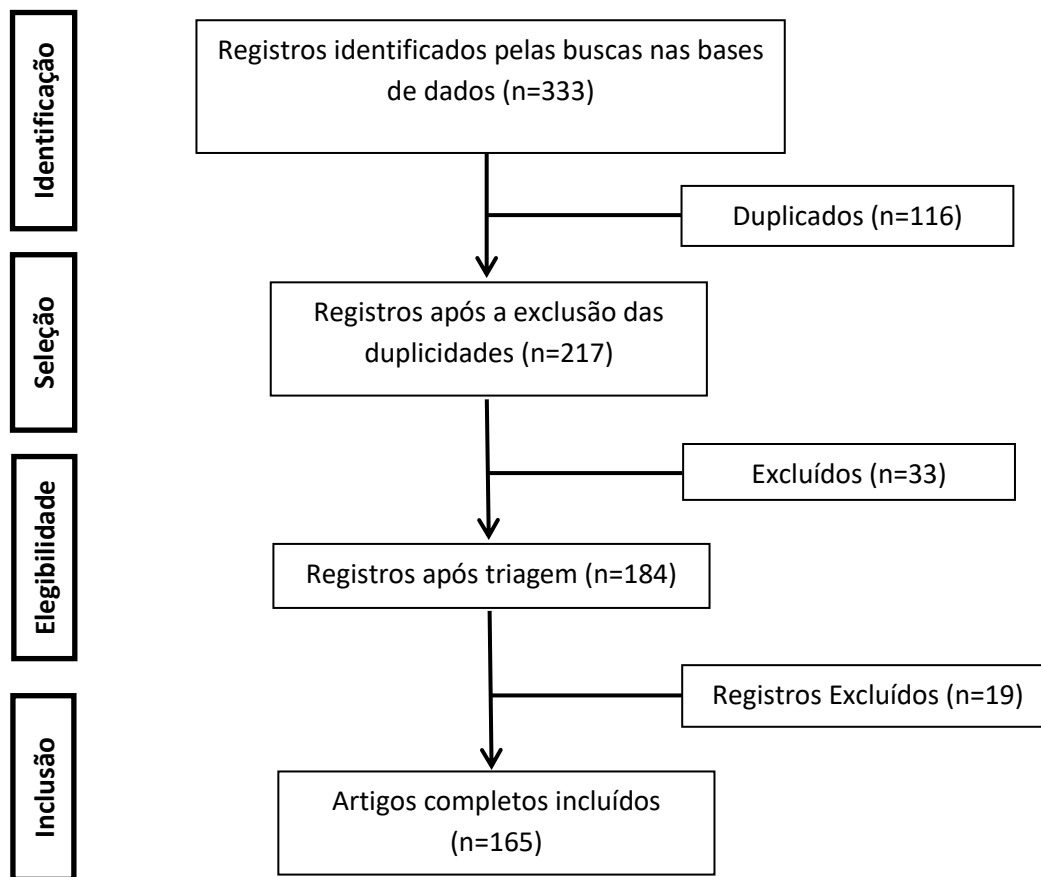 Identificação
Registros identificados pelas buscas nas bases
de dados (n=333)
Duplicados (n=116)
Seleção
Registros após a exclusão das
duplicidades (n=217)
Excluídos (n=33)
Elegibilidade
Registros após triagem (n=184)
Registros Excluídos (n=19)
Inclusão
Artigos completos incluídos
(n=165)